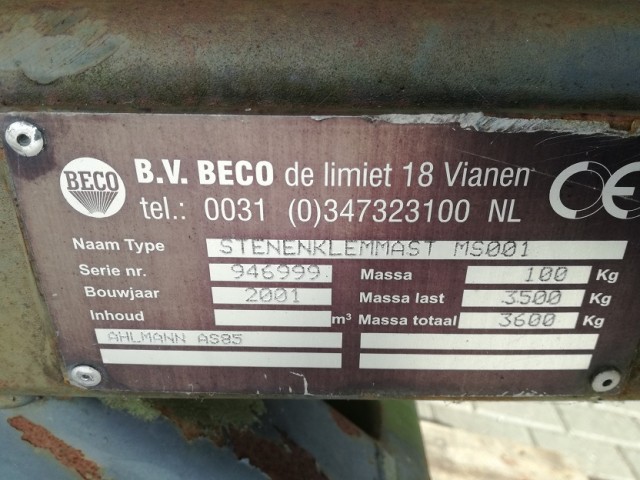 BECO
B.V. BECO de limiet 18 Vianen
tel.: 0031 (0)347323100 NL
CE
Naam Type STENENKLEMMAST MS001
Serie nr. 946999 Massa 100 Kg
Bouwjaar 2001 Massa last 3500 Kg
Inhoud m³ Massa totaal 3600 Kg
AHLMANN AS85